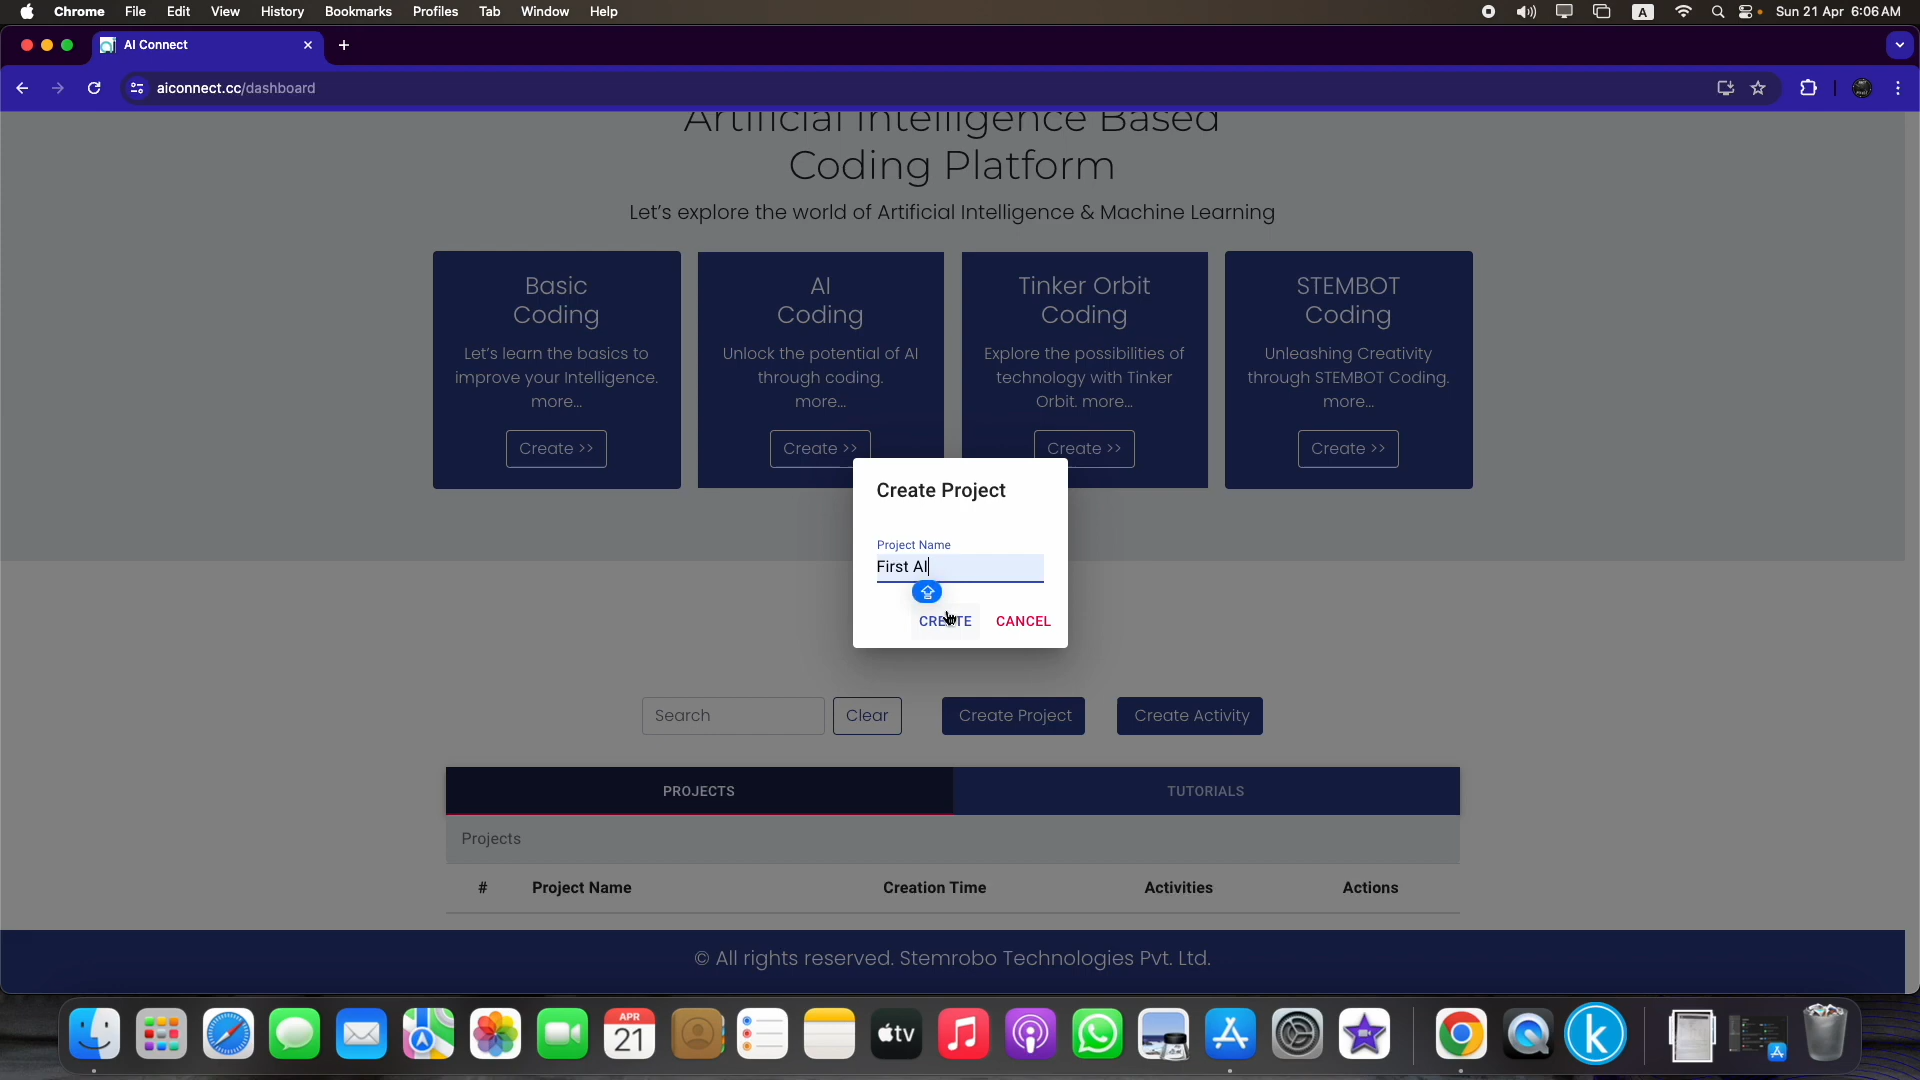 Chrome File Edit View History Bookmarks Profiles Tab Window Help A Sun 21 Apr 6:06 AM
AI Connect
aiconnect.cc/dashboard
Artificial Intelligence Based
Coding Platform
Let's explore the world of Artificial Intelligence & Machine Learning
Basic
Coding
Let's learn the basics to
improve your Intelligence.
more...
Create >>
AI
Coding
Unlock the potential of AI
through coding.
more...
Create >>
Tinker Orbit
Coding
Explore the possibilities of
technology with Tinker
Orbit. more...
Create >>
STEMBOT
Coding
Unleashing Creativity
through STEMBOT Coding.
more...
Create >>
Create Project
Project Name
First AI
CREATE CANCEL
Search Clear Create Project Create Activity
PROJECTS TUTORIALS
Projects
# Project Name Creation Time Activities Actions
© All rights reserved. Stemrobo Technologies Pvt. Ltd.
APR
21
tv
k